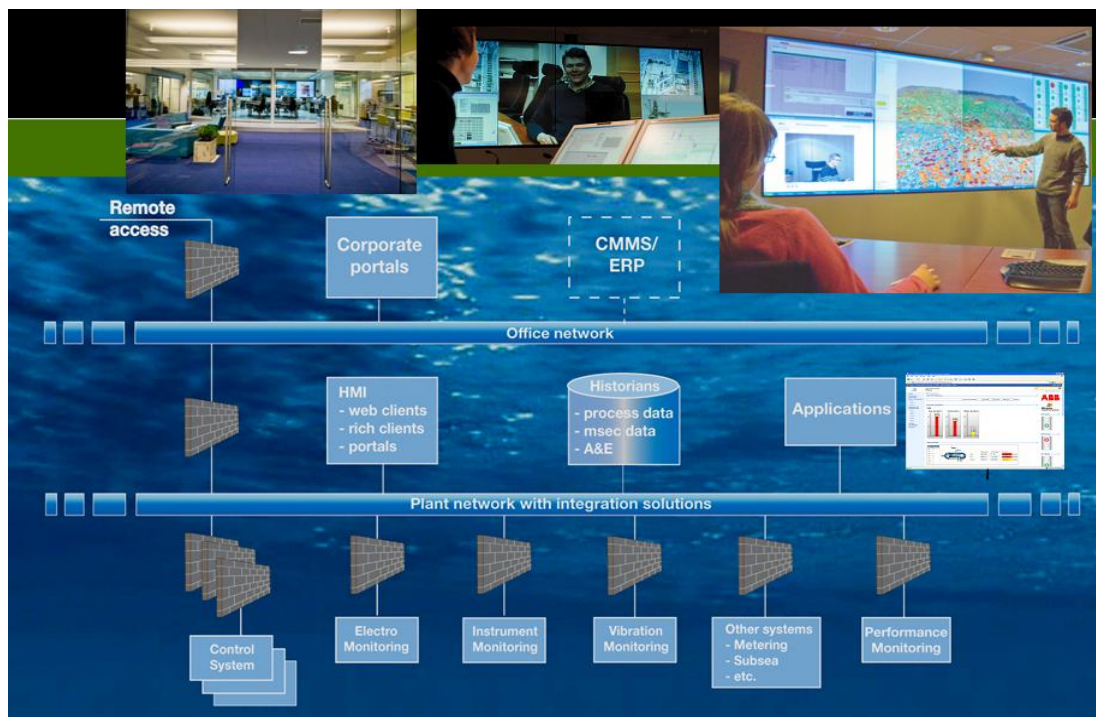 Remote
access
Corporate
portals
CMMS/
ERP
Office network
HMI
- web clients
- rich clients
- portals
Historians
- process data
- msec data
- A&E
Applications
ABB
Plant network with integration solutions
Control
System
Electro
Monitoring
Instrument
Monitoring
Vibration
Monitoring
Other systems
- Metering
- Subsea
- etc.
Performance
Monitoring